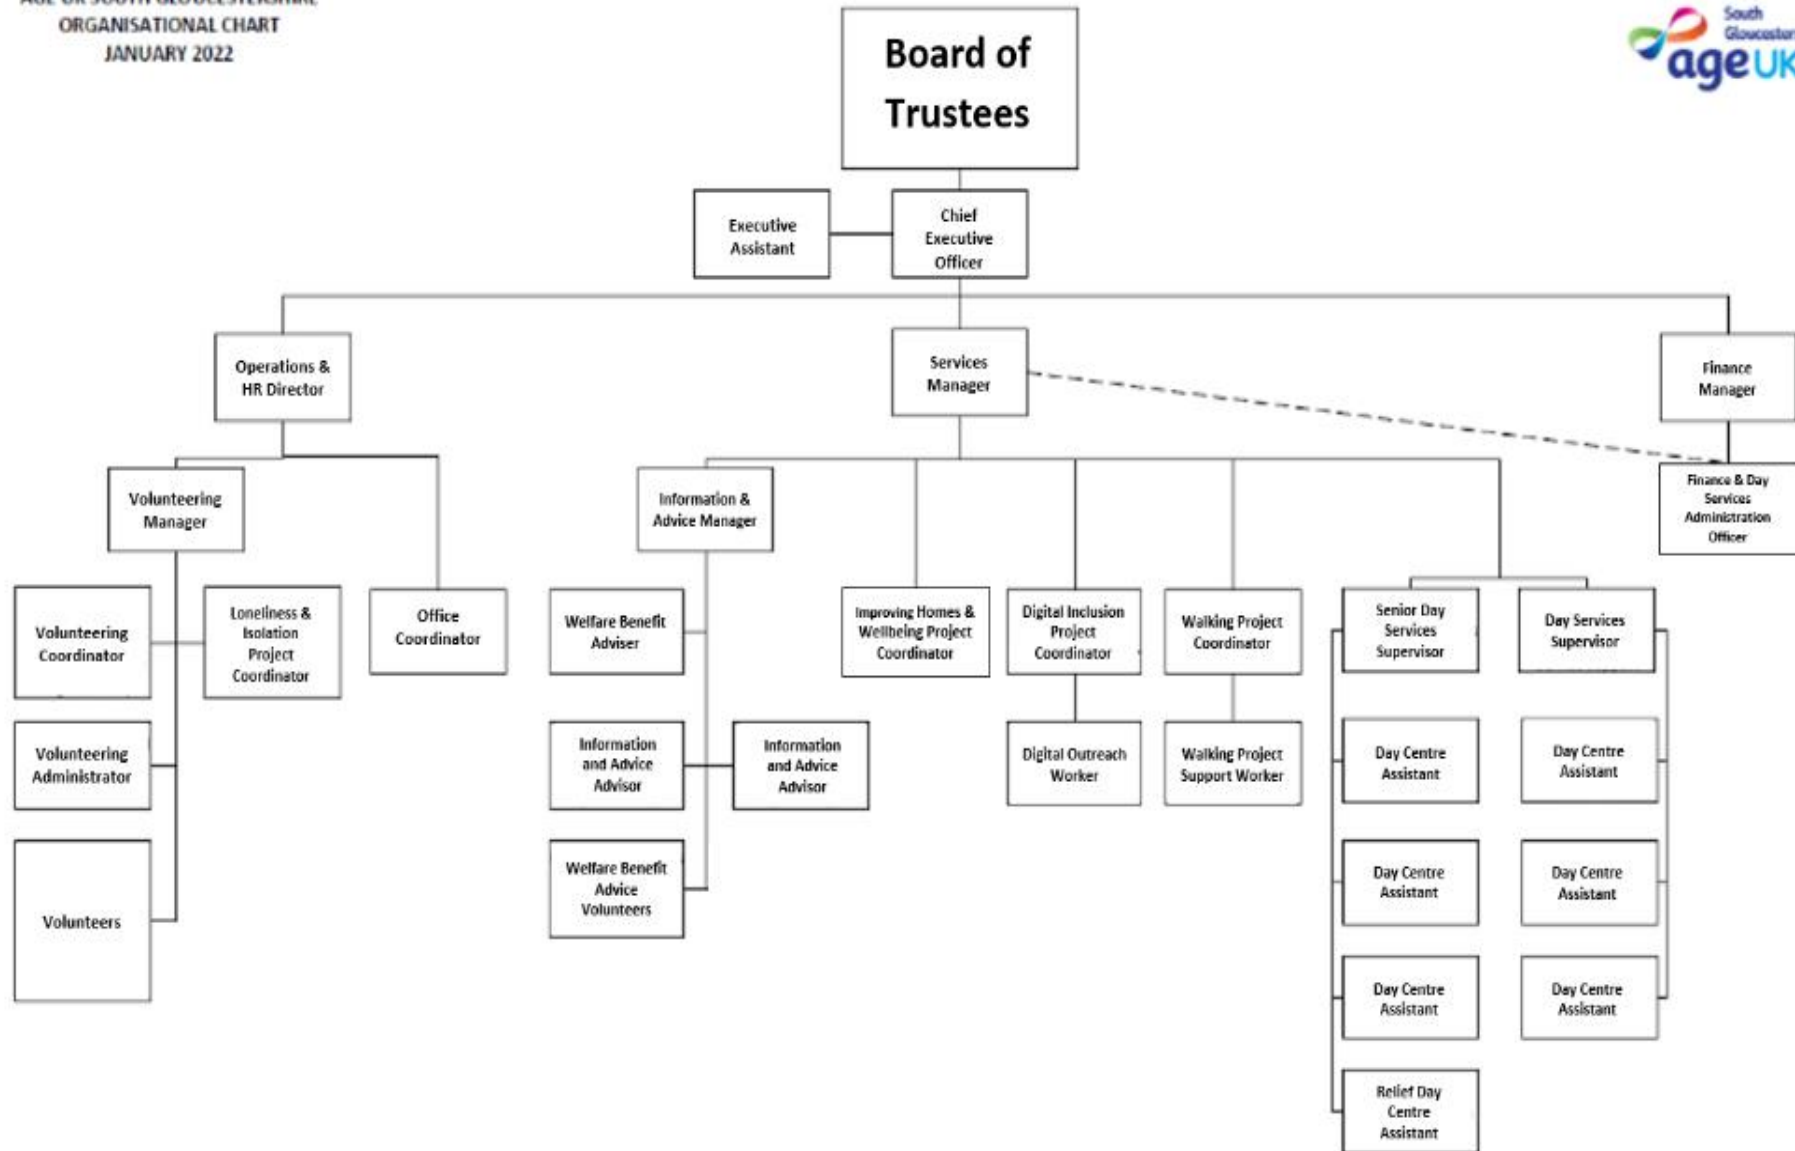 AGE UK SOUTH GLOUCESTERSHIRE
ORGANISATIONAL CHART
JANUARY 2022
South
Gloucester
ageUK
Board of
Trustees
Executive
Assistant
Chief
Executive
Officer
Operations &
HR Director
Services
Manager
Finance
Manager
Volunteering
Manager
Information &
Advice Manager
Finance & Day
Services
Administration
Officer
Volunteering
Coordinator
Loneliness &
Isolation
Project
Coordinator
Office
Coordinator
Welfare Benefit
Adviser
Improving Homes &
Wellbeing Project
Coordinator
Digital Inclusion
Project
Coordinator
Walking Project
Coordinator
Senior Day
Services
Supervisor
Day Services
Supervisor
Volunteering
Administrator
Information
and Advice
Advisor
Information
and Advice
Advisor
Digital Outreach
Worker
Walking Project
Support Worker
Day Centre
Assistant
Day Centre
Assistant
Volunteers
Welfare Benefit
Advice
Volunteers
Day Centre
Assistant
Day Centre
Assistant
Day Centre
Assistant
Day Centre
Assistant
Relief Day
Centre
Assistant